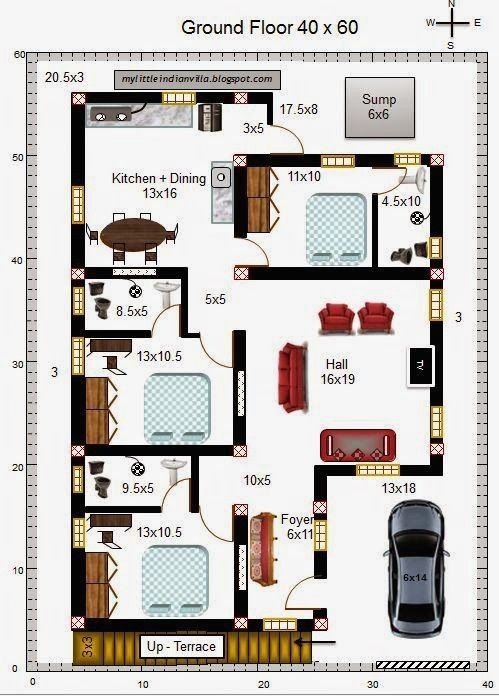 Ground Floor 40 x 60
N
W E
S
60
20.5x3
mylittleindianvilla.blogspot.com
17.5x8
Sump
6x6
3x5
50
Kitchen + Dining
13x16
11x10
4.5x10
40
8.5x5
5x5
3
Hall
16x19
TV
13x10.5
30
3
20
9.5x5
10x5
13x18
Foyer
6x11
13x10.5
10
6x14
5
3x3
Up - Terrace
0
0 10 20 30 40